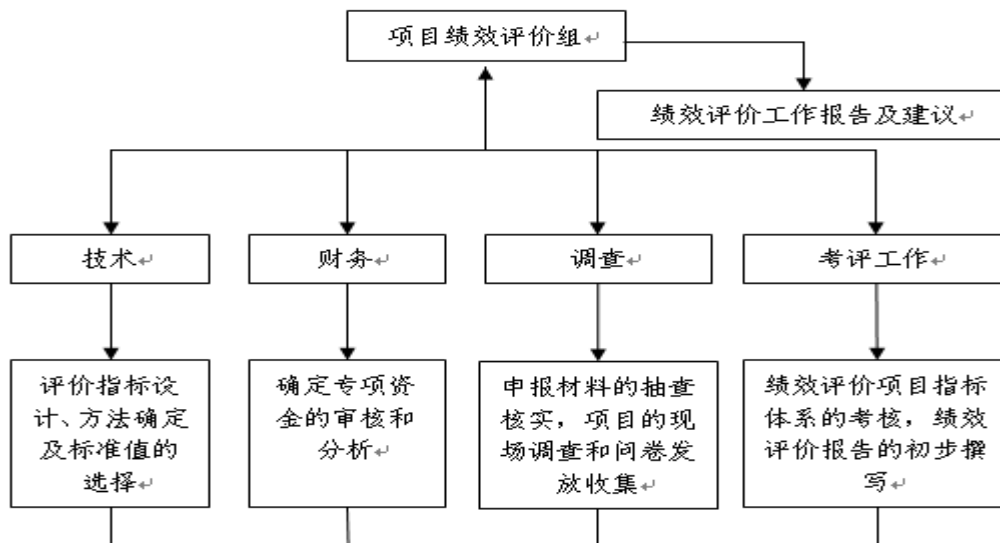 项目绩效评价组
绩效评价工作报告及建议
技术
财务
调查
考评工作
评价指标设
计、方法确定
及标准值的
选择
确定专项资
金的审核和
分析
申报材料的抽查
核实，项目的现
场调查和问卷发
放收集
绩效评价项目指标
体系的考核，绩效
评价报告的初步撰
写